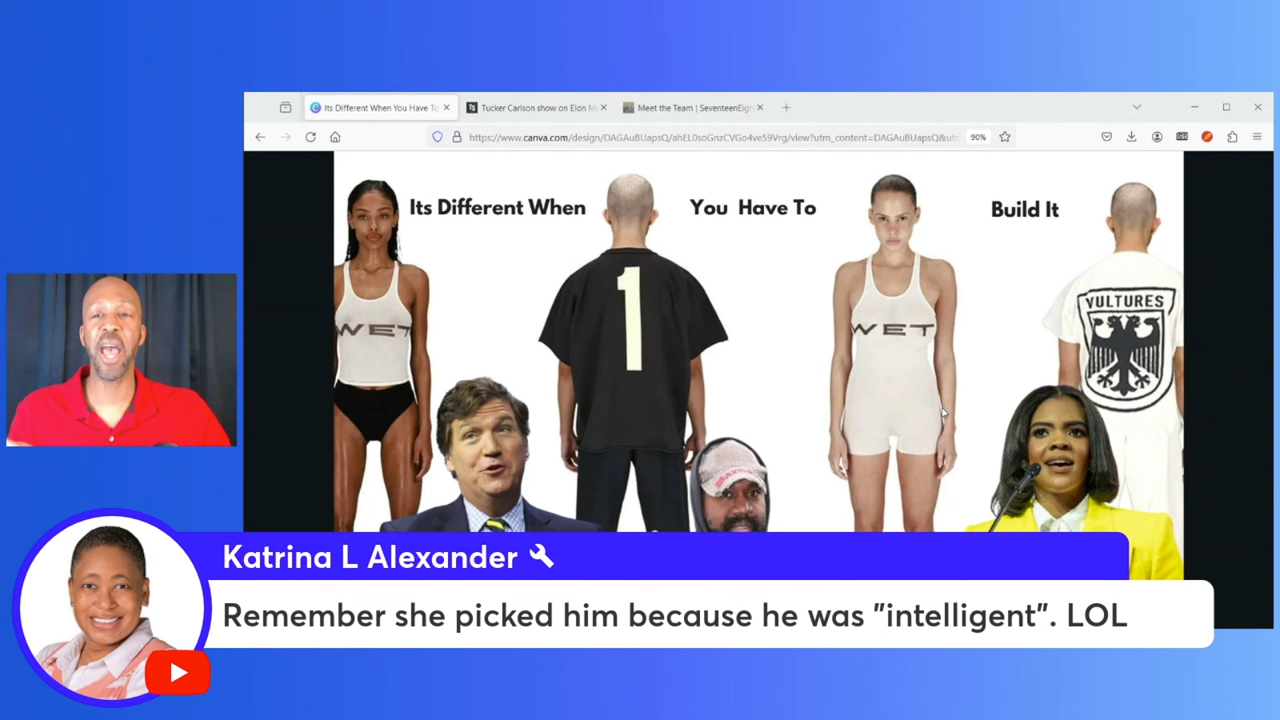 Its Different When You Have To
Tucker Carlson show on Elon M
Meet the Team | SeventeenEigh
https://www.canva.com/design/DAGAuBUapsQ/ahEL0soGnzCVGo4ve59Vrg/view?utm_content=DAGAuBUapsQ&utm
90%
Its Different When
You Have To
Build It
WET
1
WET
VULTURES
Katrina L Alexander
Remember she picked him because he was "intelligent". LOL